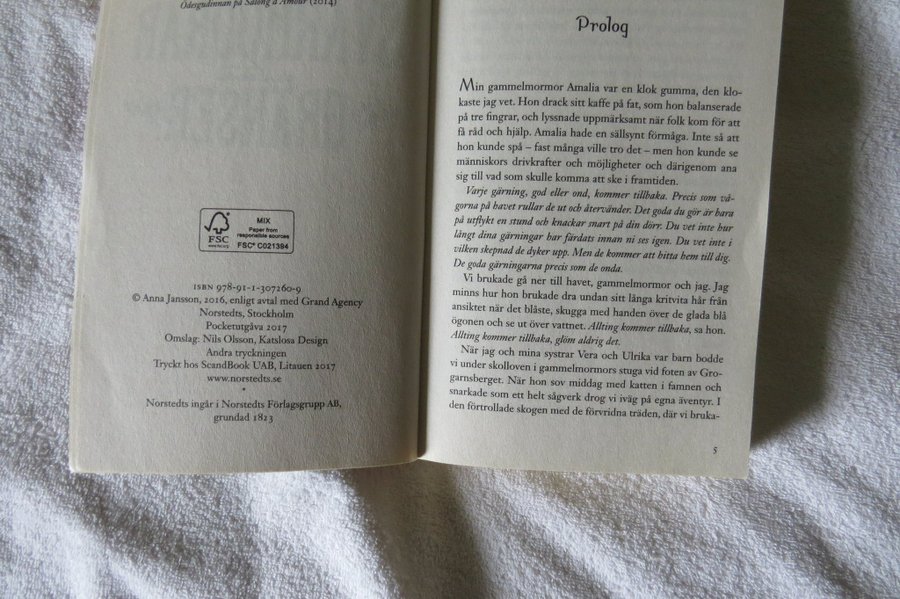 Ödesgudinnan på Salong d'Amour (2014)
FSC
www.fsc.org
MIX
Paper from
responsible sources
FSC® C021394
ISBN 978-91-1-307260-9
© Anna Jansson, 2016, enligt avtal med Grand Agency
Norstedts, Stockholm
Pocketutgåva 2017
Omslag: Nils Olsson, Katslosa Design
Andra tryckningen
Tryckt hos ScandBook UAB, Litauen 2017
www.norstedts.se
*
Norstedts ingår i Norstedts Förlagsgrupp AB,
grundad 1823
Prolog
Min gammelmormor Amalia var en klok gumma, den klo-
kaste jag vet. Hon drack sitt kaffe på fat, som hon balanserade
på tre fingrar, och lyssnade uppmärksamt när folk kom för att
få råd och hjälp. Amalia hade en sällsynt förmåga. Inte så att
hon kunde spå – fast många ville tro det – men hon kunde se
människors drivkrafter och möjligheter och därigenom ana
sig till vad som skulle komma att ske i framtiden.
Varje gärning, god eller ond, kommer tillbaka. Precis som vå-
gorna på havet rullar de ut och återvänder. Det goda du gör är bara
på utflykt en stund och knackar snart på din dörr. Du vet inte hur
långt dina gärningar har färdats innan ni ses igen. Du vet inte i
vilken skepnad de dyker upp. Men de kommer att hitta hem till dig.
De goda gärningarna precis som de onda.
Vi brukade gå ner till havet, gammelmormor och jag. Jag
minns hur hon brukade dra undan sitt långa kritvita hår från
ansiktet när det blåste, skugga med handen över de glada blå
ögonen och se ut över vattnet. Allting kommer tillbaka, sa hon.
Allting kommer tillbaka, glöm aldrig det.
När jag och mina systrar Vera och Ulrika var barn bodde
vi under skolloven i gammelmormors stuga vid foten av Gro-
garnsberget. När hon sov middag med katten i famnen och
snarkade som ett helt sågverk drog vi iväg på egna äventyr. I
den förtrollade skogen med de förvridna träden, där vi bruka-
5